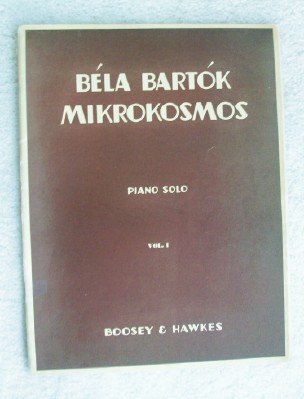 BÉLA BARTÓK
MIKROKOSMOS
PIANO SOLO
VOL. I
BOOSEY & HAWKES